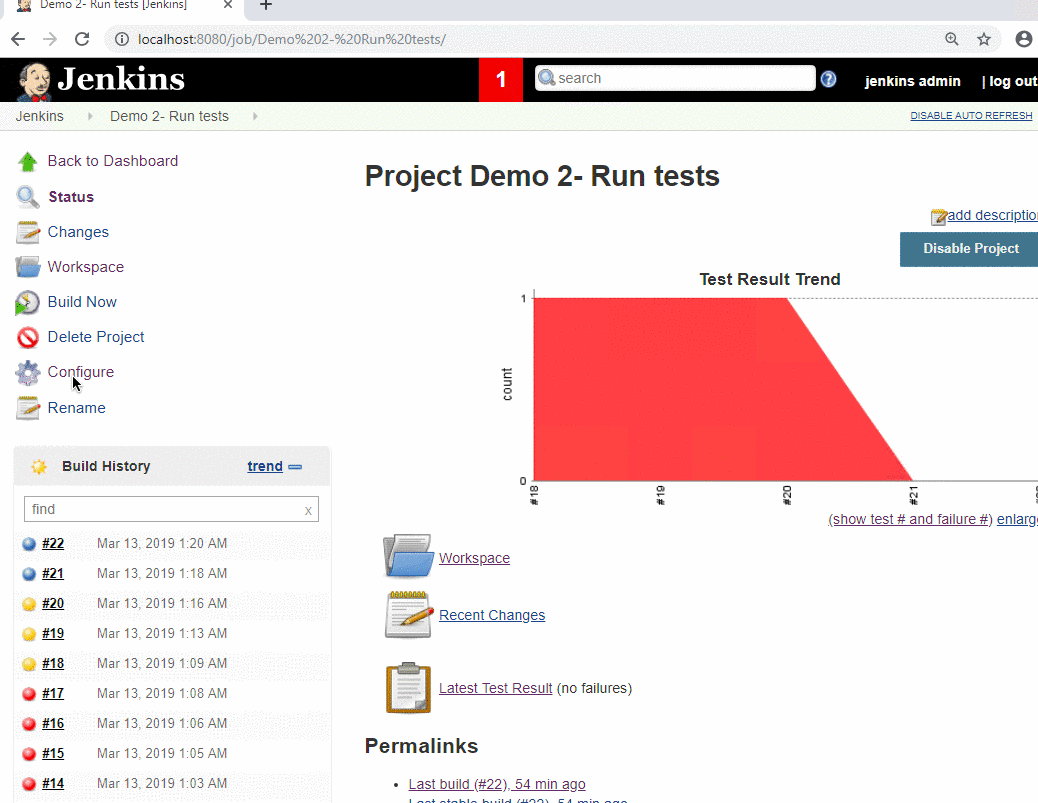 Demo 2- Run tests [Jenkins]
localhost:8080/job/Demo%202-%20Run%20tests/
Jenkins
1
search
jenkins admin
| log out
Jenkins
Demo 2- Run tests
DISABLE AUTO REFRESH
Back to Dashboard
Status
Changes
Workspace
Build Now
Delete Project
Configure
Rename
Build History
trend
find
x
#22 Mar 13, 2019 1:20 AM
#21 Mar 13, 2019 1:18 AM
#20 Mar 13, 2019 1:16 AM
#19 Mar 13, 2019 1:13 AM
#18 Mar 13, 2019 1:09 AM
#17 Mar 13, 2019 1:08 AM
#16 Mar 13, 2019 1:06 AM
#15 Mar 13, 2019 1:05 AM
#14 Mar 13, 2019 1:03 AM
Project Demo 2- Run tests
add descriptio
Disable Project
Test Result Trend
1
count
0
#18
#19
#20
#21
(show test # and failure #) enlarg
Workspace
Recent Changes
Latest Test Result (no failures)
Permalinks
Last build (#22), 54 min ago
Last stable build (#22), 54 min ago